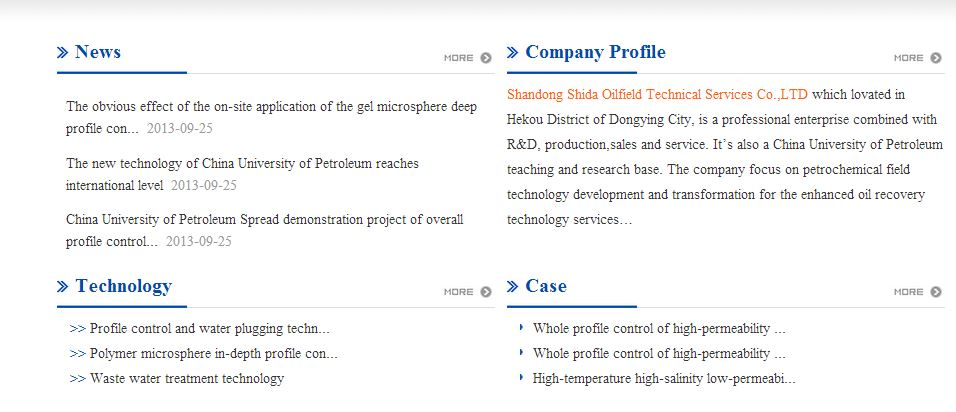 News
MORE
The obvious effect of the on-site application of the gel microsphere deep
profile con... 2013-09-25
The new technology of China University of Petroleum reaches
international level 2013-09-25
China University of Petroleum Spread demonstration project of overall
profile control... 2013-09-25
Company Profile
MORE
Shandong Shida Oilfield Technical Services Co.,LTD which lovated in
Hekou District of Dongying City, is a professional enterprise combined with
R&D, production,sales and service. It’s also a China University of Petroleum
teaching and research base. The company focus on petrochemical field
technology development and transformation for the enhanced oil recovery
technology services…
Technology
MORE
>> Profile control and water plugging techn...
>> Polymer microsphere in-depth profile con...
>> Waste water treatment technology
Case
MORE
Whole profile control of high-permeability ...
Whole profile control of high-permeability ...
High-temperature high-salinity low-permeabi...